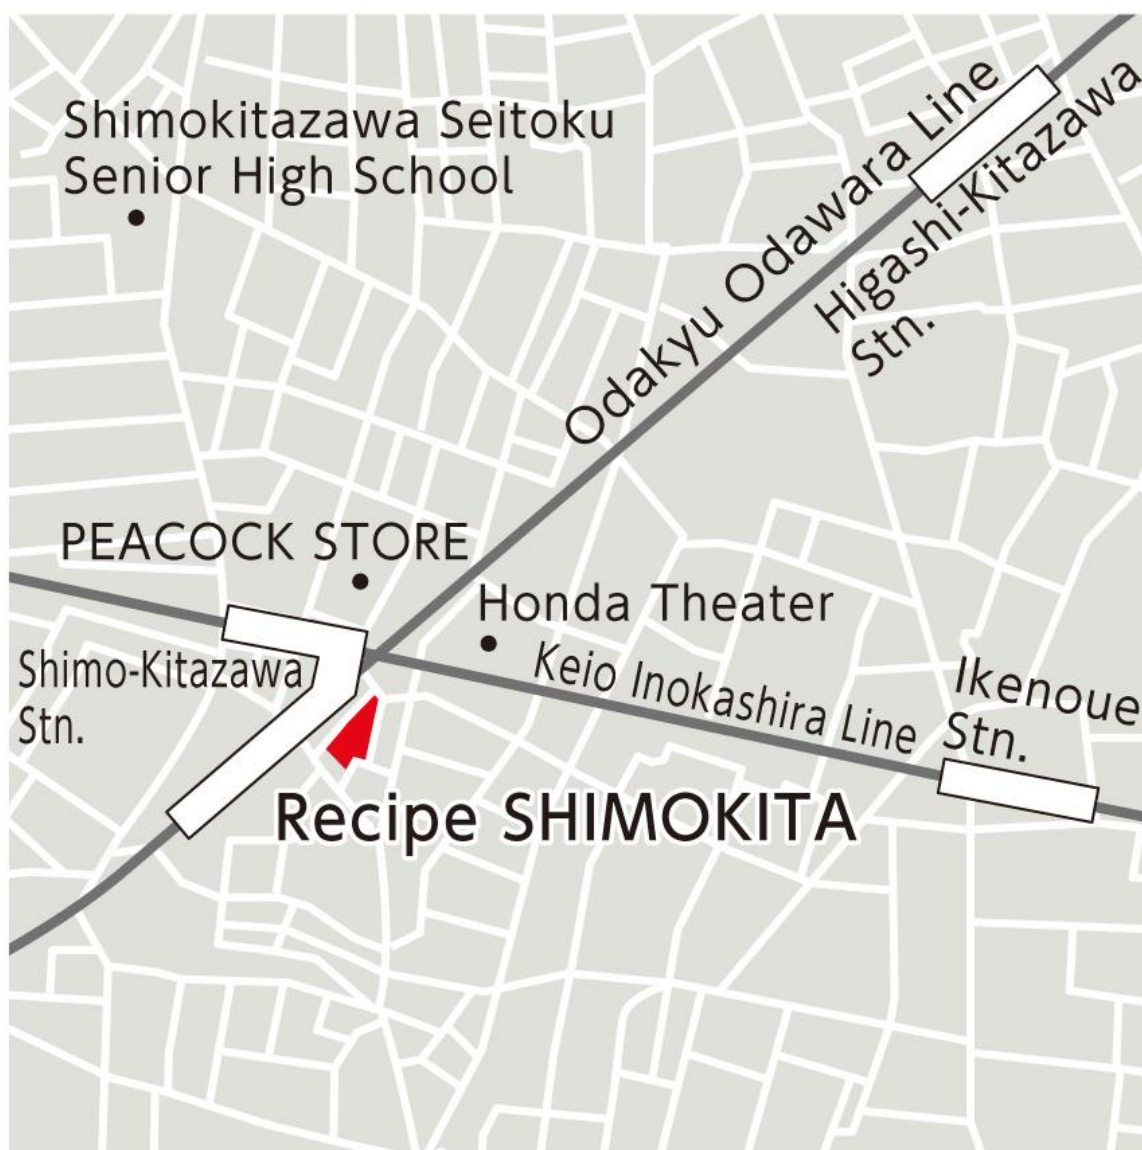 Shimokitazawa Seitoku
Senior High School
Odakyu Odawara Line
Higashi-Kitazawa
Stn.
PEACOCK STORE
Honda Theater
Shimo-Kitazawa
Stn.
Keio Inokashira Line
Ikenoue
Stn.
Recipe SHIMOKITA